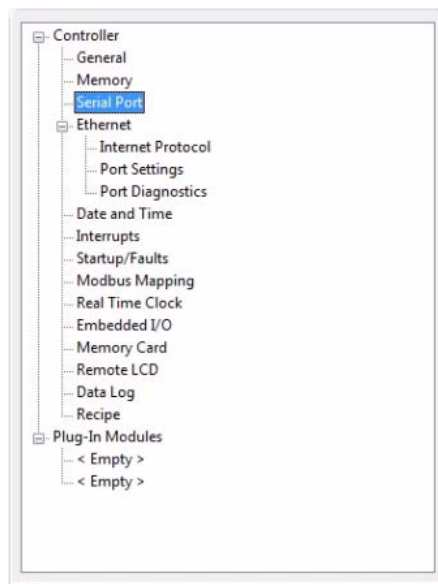 Controller
General
Memory
Serial Port
Ethernet
Internet Protocol
Port Settings
Port Diagnostics
Date and Time
Interrupts
Startup/Faults
Modbus Mapping
Real Time Clock
Embedded I/O
Memory Card
Remote LCD
Data Log
Recipe
Plug-In Modules
< Empty >
< Empty >